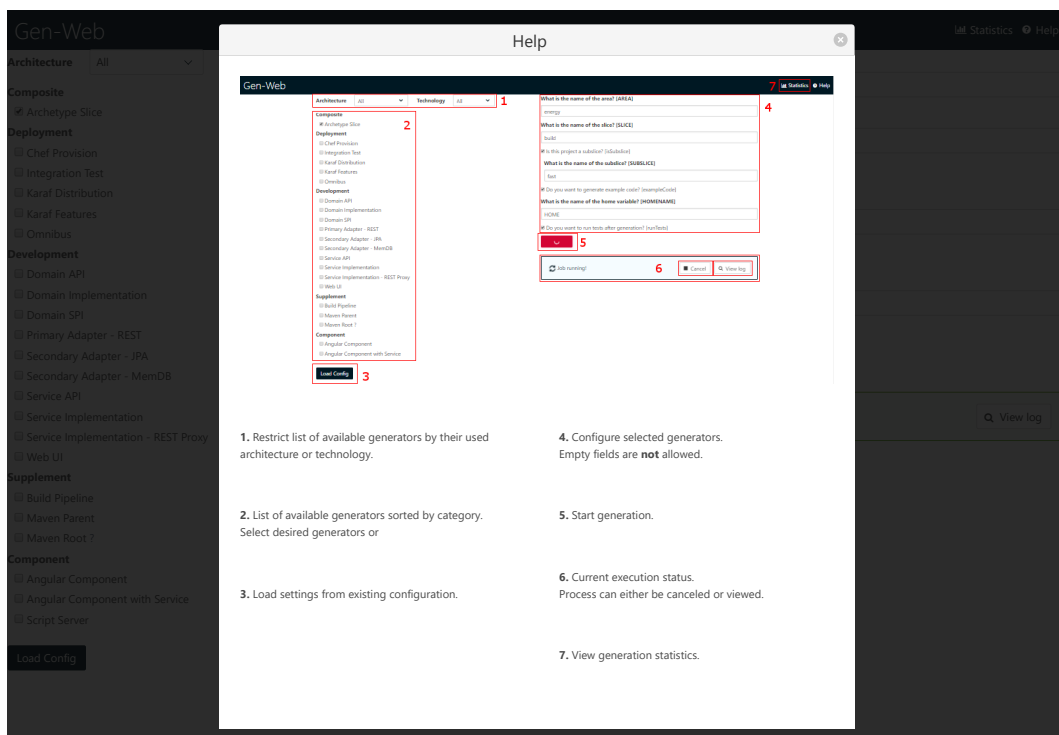 Gen-Web
Statistics Help
Architecture All
Composite
Archetype Slice
Deployment
Chef Provision
Integration Test
Karaf Distribution
Karaf Features
Omnibus
Development
Domain API
Domain Implementation
Domain SPI
Primary Adapter - REST
Secondary Adapter - JPA
Secondary Adapter - MemDB
Service API
Service Implementation
Service Implementation - REST Proxy
Web UI
Supplement
Build Pipeline
Maven Parent
Maven Root ?
Component
Angular Component
Angular Component with Service
Script Server
Load Config
View log
Help
Gen-Web
7 Statistics Help
Architecture All Technology All 1
Composite
Archetype Slice 2
Deployment
Chef Provision
Integration Test
Karaf Distribution
Karaf Features
Omnibus
Development
Domain API
Domain Implementation
Domain SPI
Primary Adapter - REST
Secondary Adapter - JPA
Secondary Adapter - MemDB
Service API
Service Implementation
Service Implementation - REST Proxy
Web UI
Supplement
Build Pipeline
Maven Parent
Maven Root ?
Component
Angular Component
Angular Component with Service
Load Config 3
What is the name of the area? [AREA] 4
energy
What is the name of the slice? [SLICE]
build
Is this project a subslice? [isSubslice]
What is the name of the subslice? [SUBSLICE]
fast
Do you want to generate example code? [exampleCode]
What is the name of the home variable? [HOMENAME]
HOME
Do you want to run tests after generation? [runTests]
5
Job running! 6 Cancel View log
1. Restrict list of available generators by their used
architecture or technology.
2. List of available generators sorted by category.
Select desired generators or
3. Load settings from existing configuration.
4. Configure selected generators.
Empty fields are not allowed.
5. Start generation.
6. Current execution status.
Process can either be canceled or viewed.
7. View generation statistics.